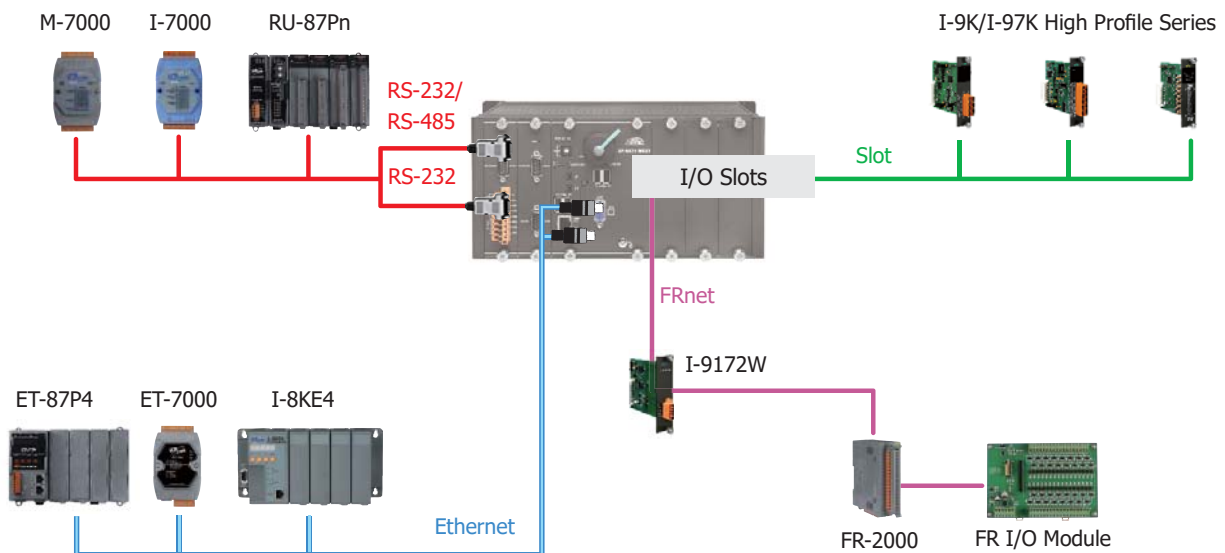 M-7000
I-7000
RU-87Pn
I-9K/I-97K High Profile Series
RS-232/
RS-485
RS-232
I/O Slots
Slot
FRnet
I-9172W
ET-87P4
ET-7000
I-8KE4
Ethernet
FR-2000
FR I/O Module